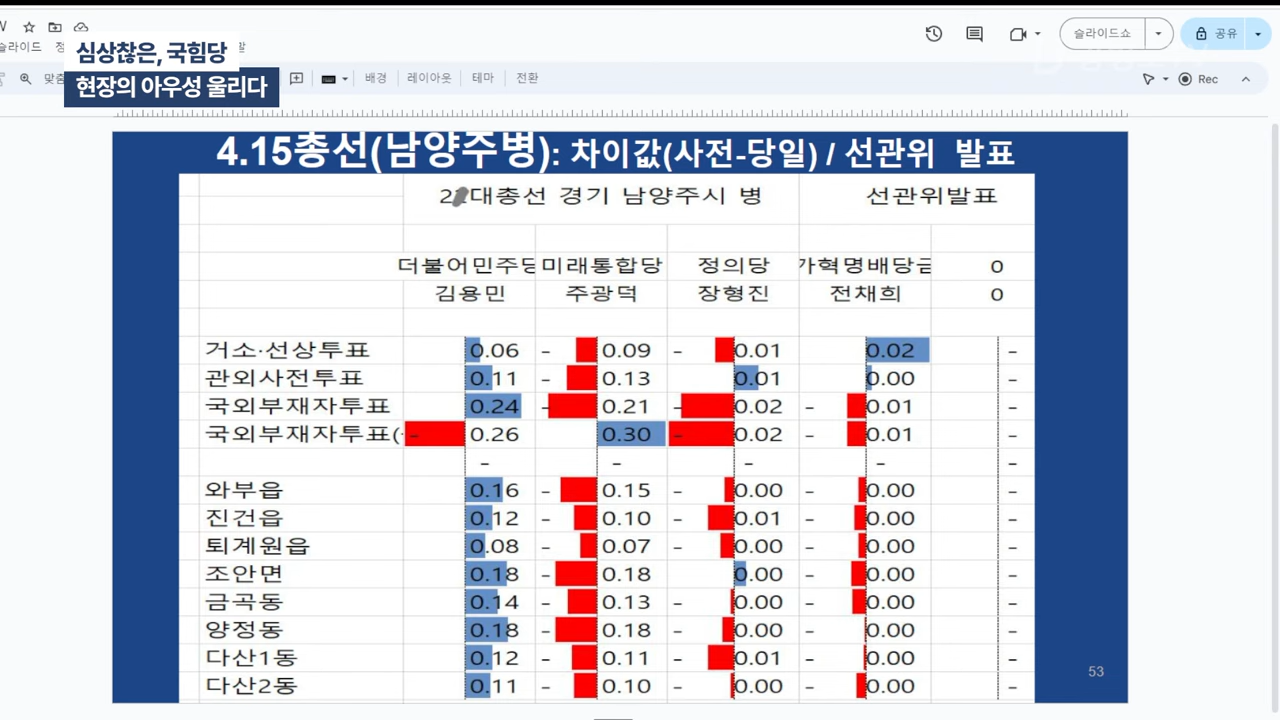 심상찮은, 국힘당
현장의 아우성 울리다
슬라이드
슬라이드쇼
공유
맞춤
배경
레이아웃
테마
전환
Rec
4.15총선(남양주병): 차이값(사전-당일) / 선관위 발표
대총선 경기 남양주시 병 선관위발표
더불어민주당 미래통합당 정의당 가혁명배당금 0
김용민 주광덕 장형진 전채희 0
거소·선상투표 0.06 - 0.09 - 0.01 0.02 -
관외사전투표 0.11 - 0.13 0.01 0.00 -
국외부재자투표 0.24 - 0.21 - 0.02 - 0.01 -
국외부재자투표( - 0.26 0.30 - 0.02 - 0.01 -
- - - - -
와부읍 0.16 - 0.15 - 0.00 - 0.00 -
진건읍 0.12 - 0.10 - 0.01 - 0.00 -
퇴계원읍 0.08 - 0.07 - 0.00 - 0.00 -
조안면 0.18 - 0.18 0.00 - 0.00 -
금곡동 0.14 - 0.13 - 0.00 - 0.00 -
양정동 0.18 - 0.18 - 0.00 - 0.00 -
다산1동 0.12 - 0.11 - 0.01 - 0.00 -
다산2동 0.11 - 0.10 - 0.00 - 0.00 -
53